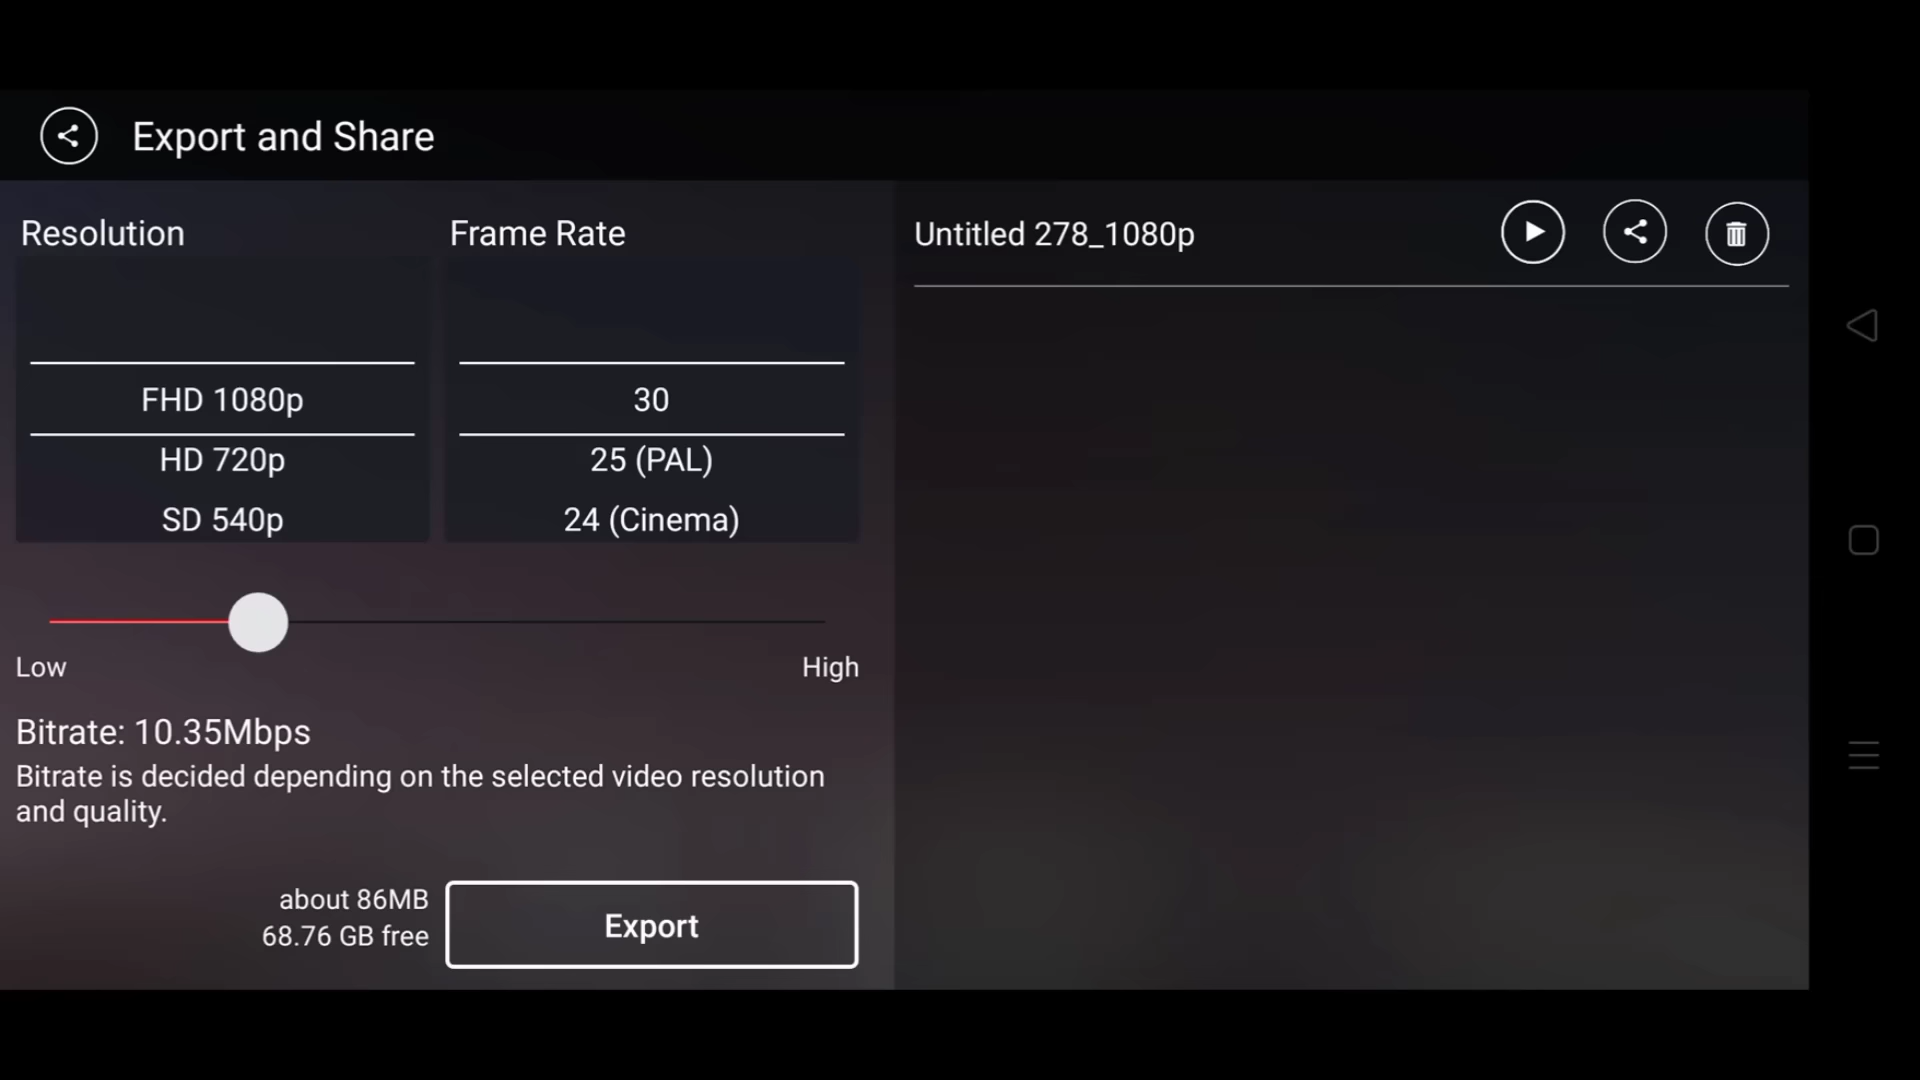 Export and Share
Resolution
Frame Rate
FHD 1080p
HD 720p
SD 540p
30
25 (PAL)
24 (Cinema)
Low
High
Bitrate: 10.35Mbps
Bitrate is decided depending on the selected video resolution
and quality.
about 86MB
68.76 GB free
Export
Untitled 278_1080p